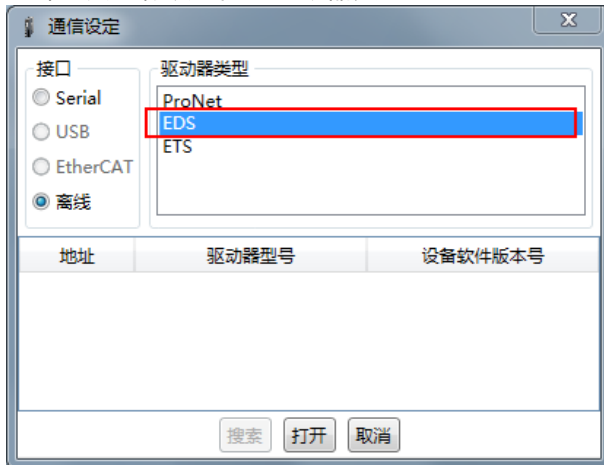 通信设定
接口
Serial
USB
EtherCAT
离线
驱动器类型
ProNet
EDS
ETS
地址 驱动器型号 设备软件版本号
搜索 打开 取消